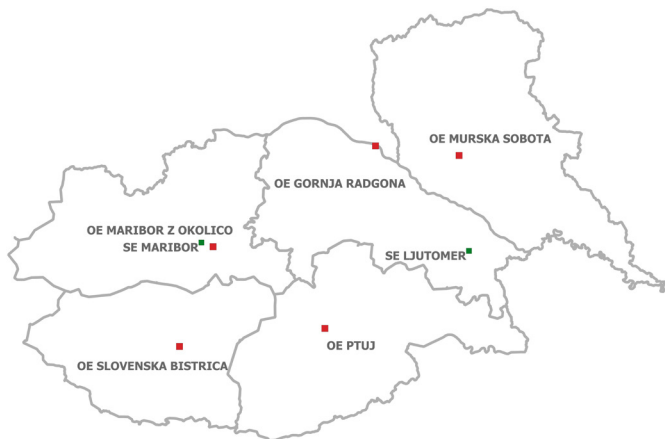 OE MURSKA SOBOTA
OE GORNJA RADGONA
OE MARIBOR Z OKOLICO
SE MARIBOR
SE LJUTOMER
OE PTUJ
OE SLOVENSKA BISTRICA